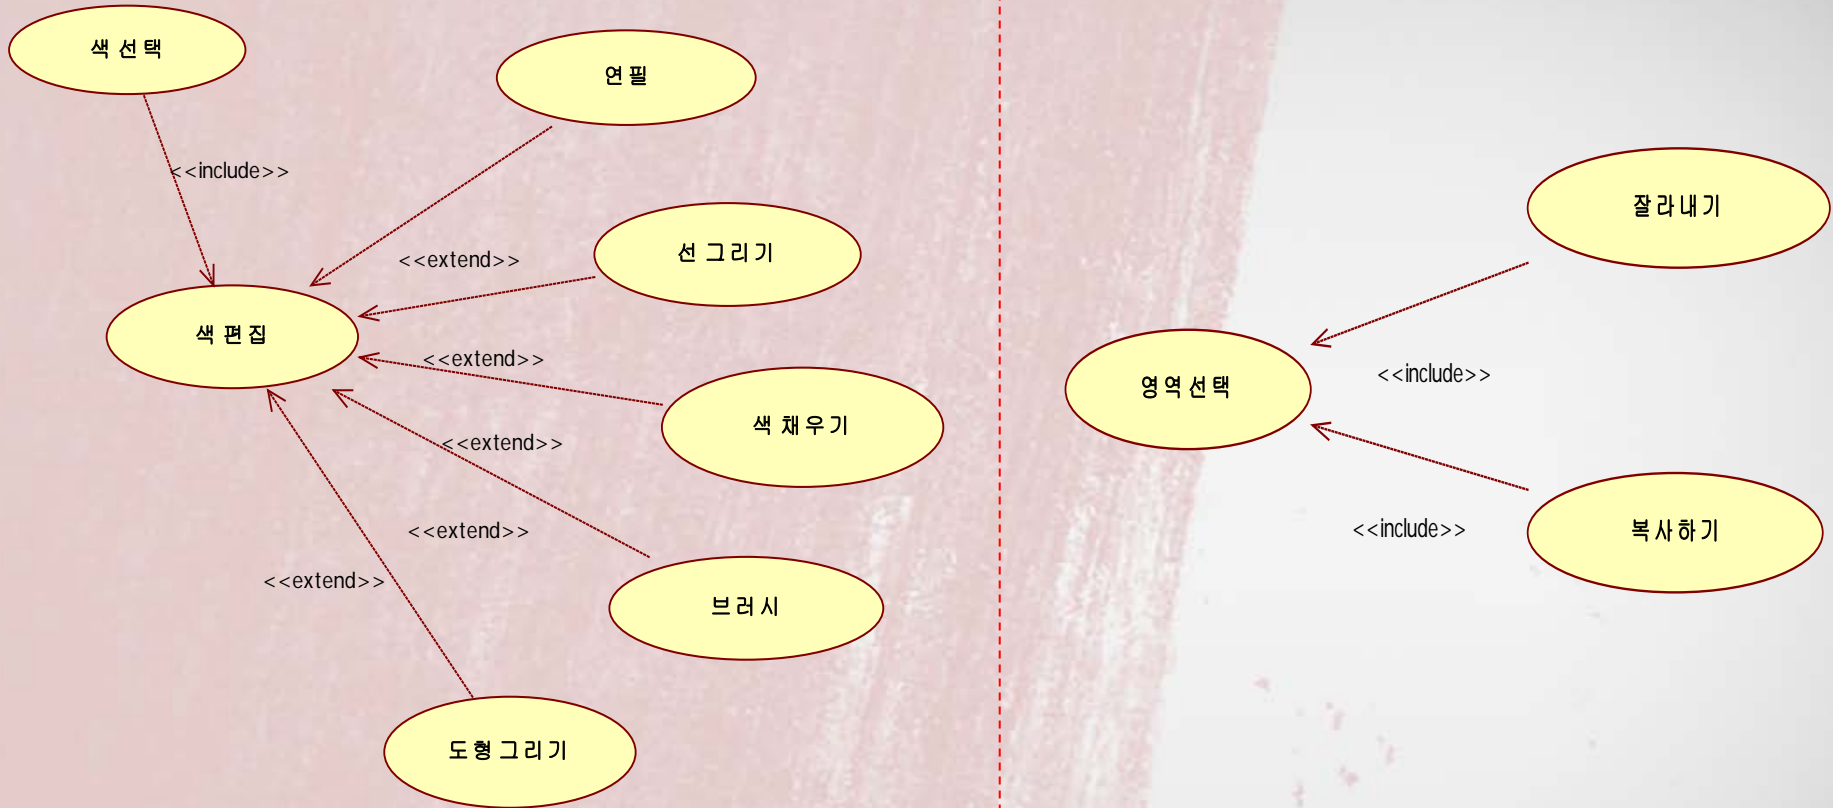 색 선택
연필
<<include>>
선 그리기
<<extend>>
색 편집
<<extend>>
색 채우기
<<extend>>
<<extend>>
<<extend>>
브러시
도형그리기
잘라내기
영역선택
<<include>>
복사하기
<<include>>